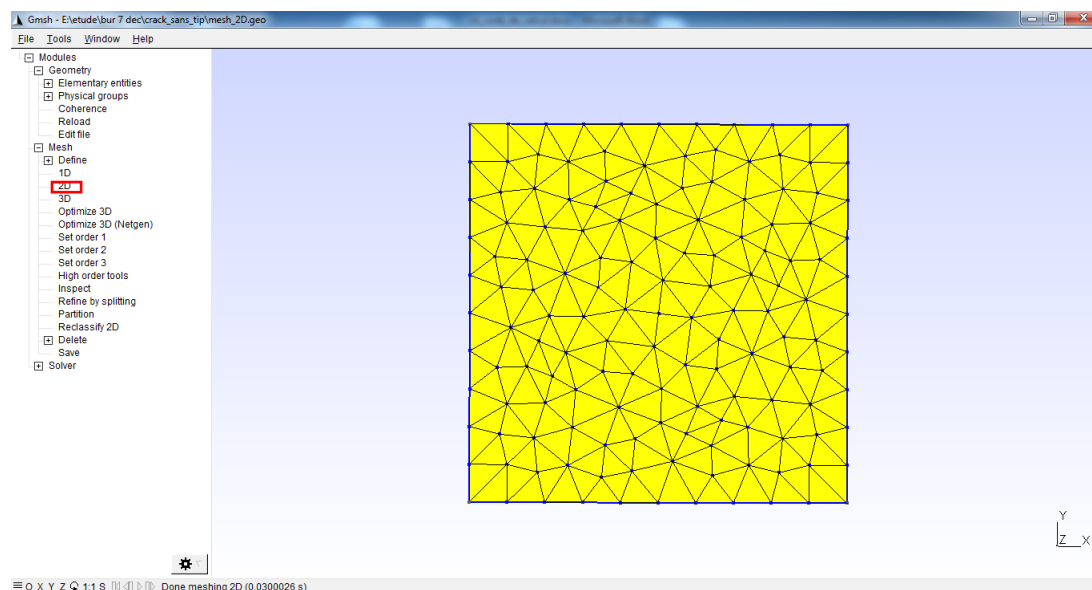 Gmsh - E:\etude\bur 7 dec\crack_sans_tip\mesh_2D.geo
File Tools Window Help
Modules
Geometry
Elementary entities
Physical groups
Coherence
Reload
Edit file
Mesh
Define
1D
2D
3D
Optimize 3D
Optimize 3D (Netgen)
Set order 1
Set order 2
Set order 3
High order tools
Inspect
Refine by splitting
Partition
Reclassify 2D
Delete
Save
Solver
Y
Z X
O X Y Z 1:1 S Done meshing 2D (0.0300026 s)